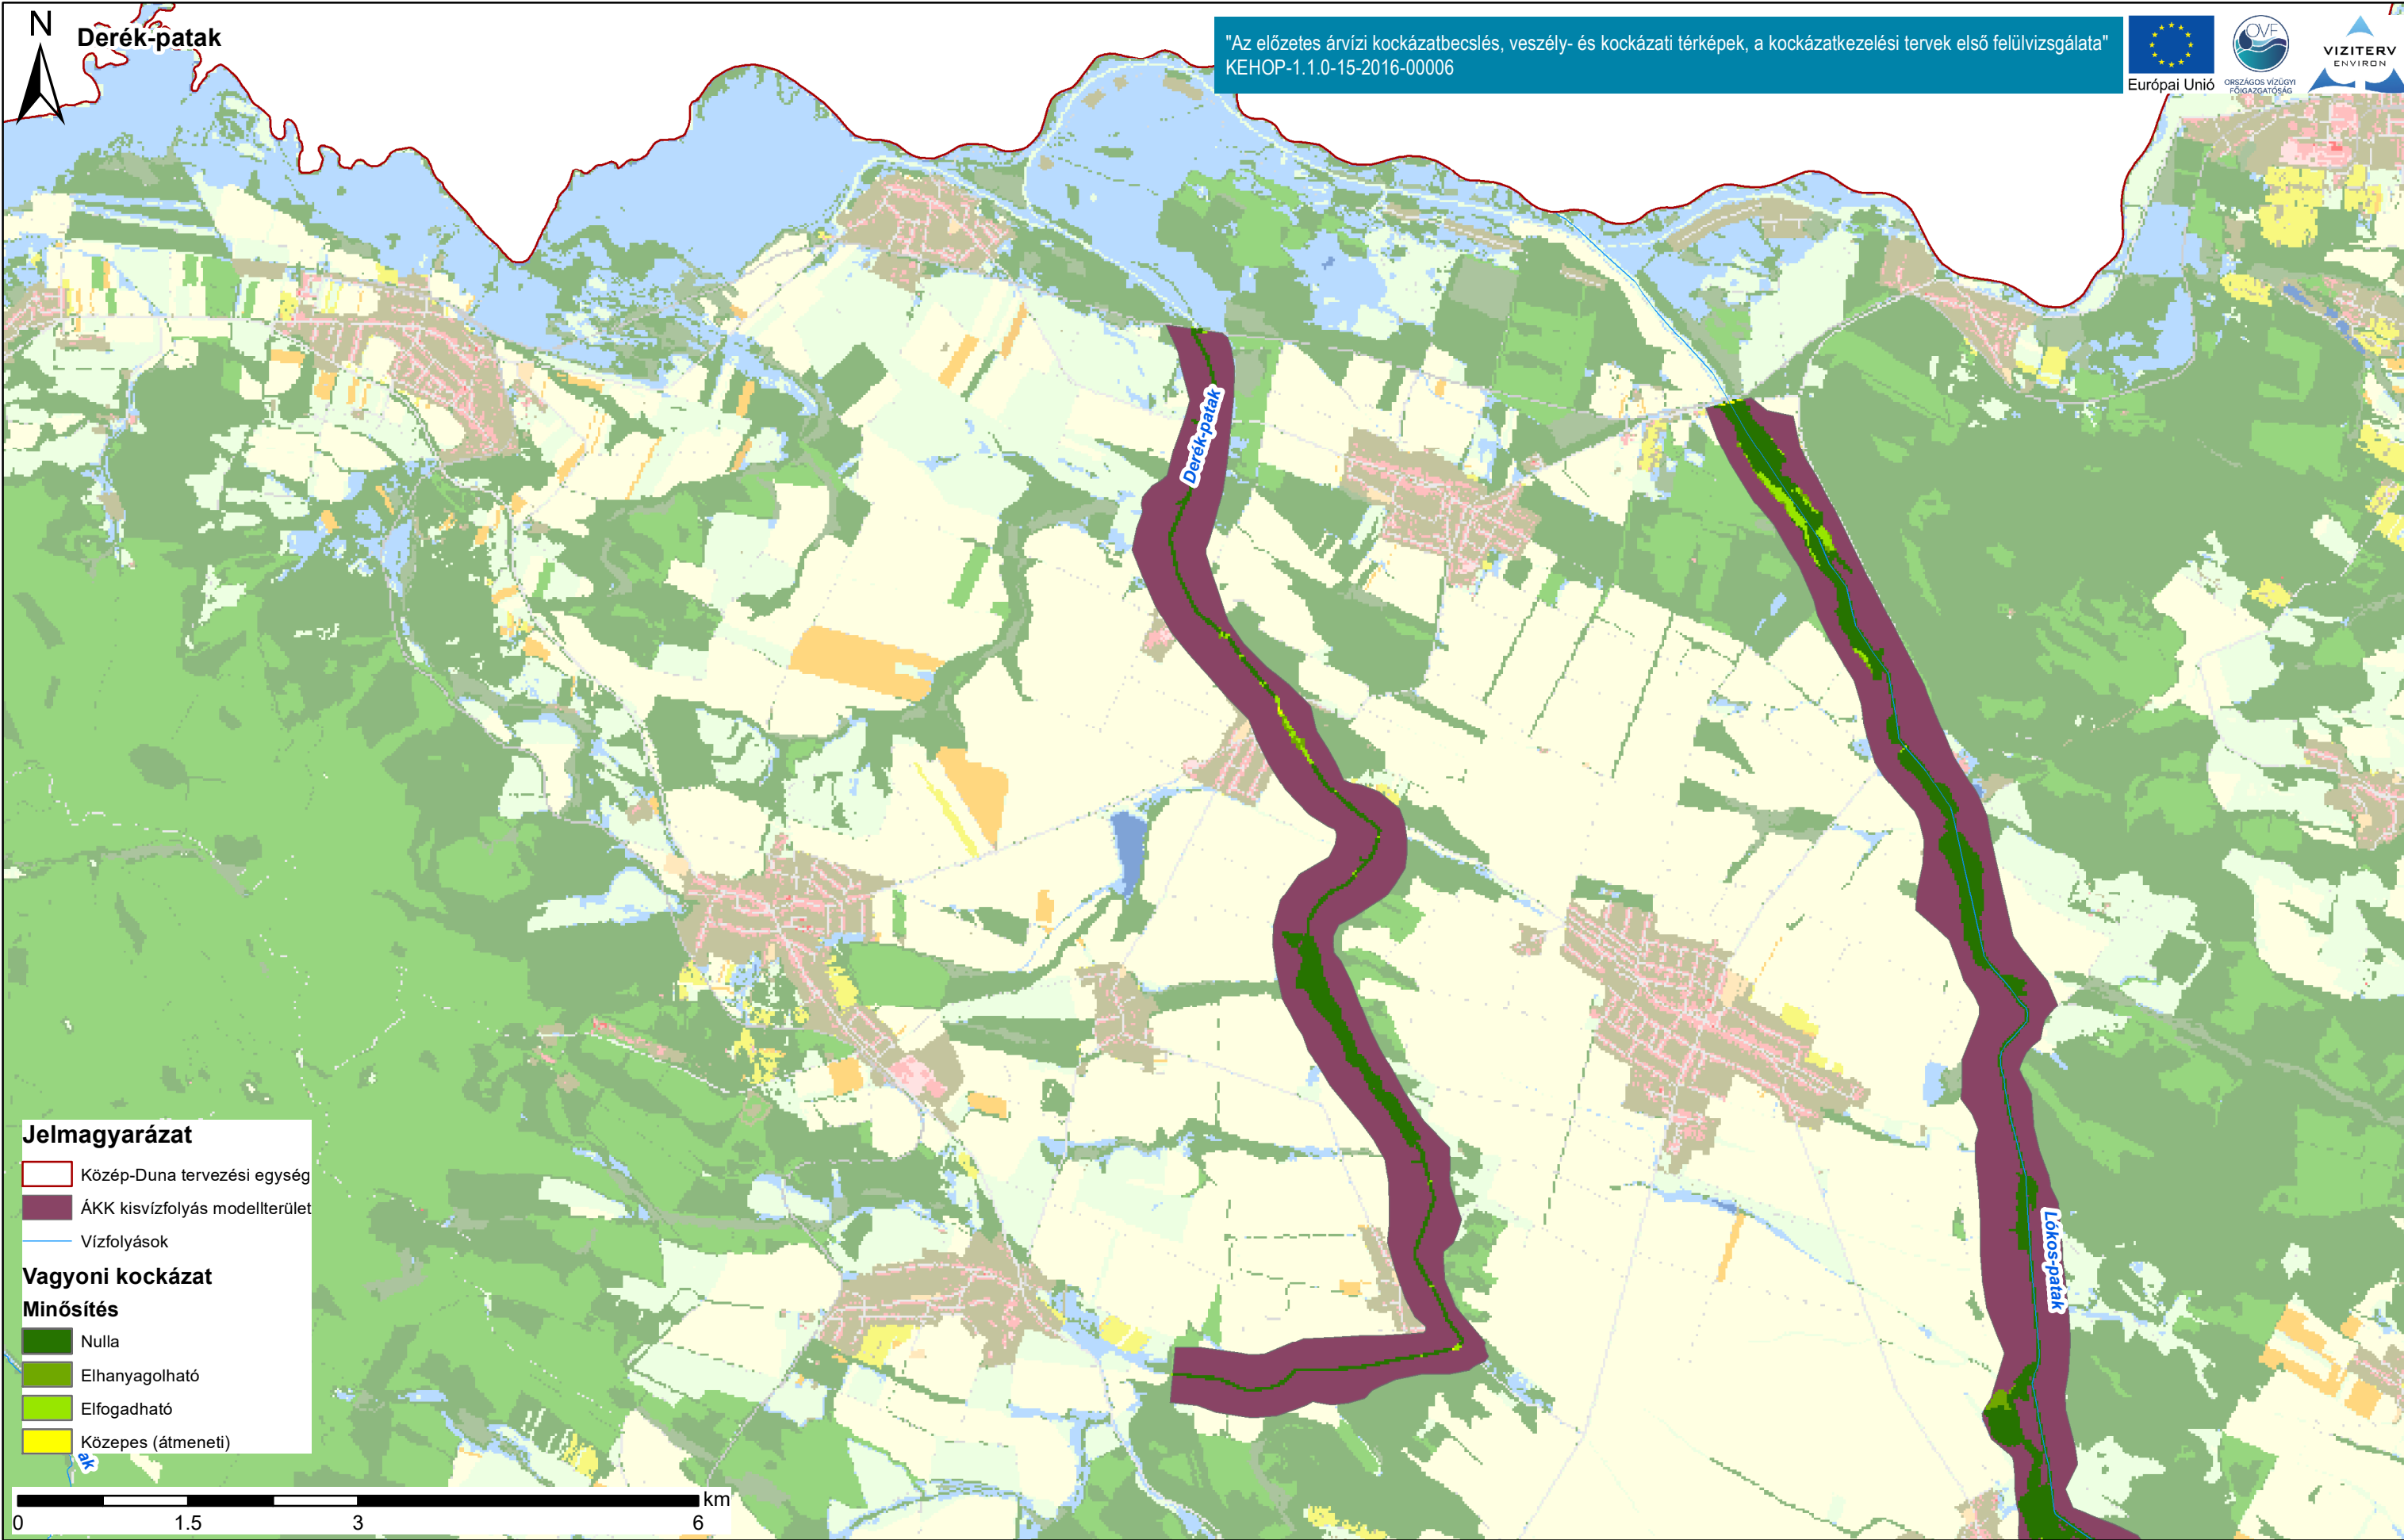 N
Derék-patak
"Az előzetes árvízi kockázatbecslés, veszély- és kockázati térképek, a kockázatkezelési tervek első felülvizsgálata"
KEHOP-1.1.0-15-2016-00006
Európai Unió
OVF
ORSZÁGOS VÍZÜGYI
FŐIGAZGATÓSÁG
VIZITERV
ENVIRON
Derék-patak
Lókos-patak
Jelmagyarázat
Közép-Duna tervezési egység
ÁKK kisvízfolyás modellterület
Vízfolyások
Vagyoni kockázat
Minősítés
Nulla
Elhanyagolható
Elfogadható
Közepes (átmeneti)
ak
km
0 1.5 3 6